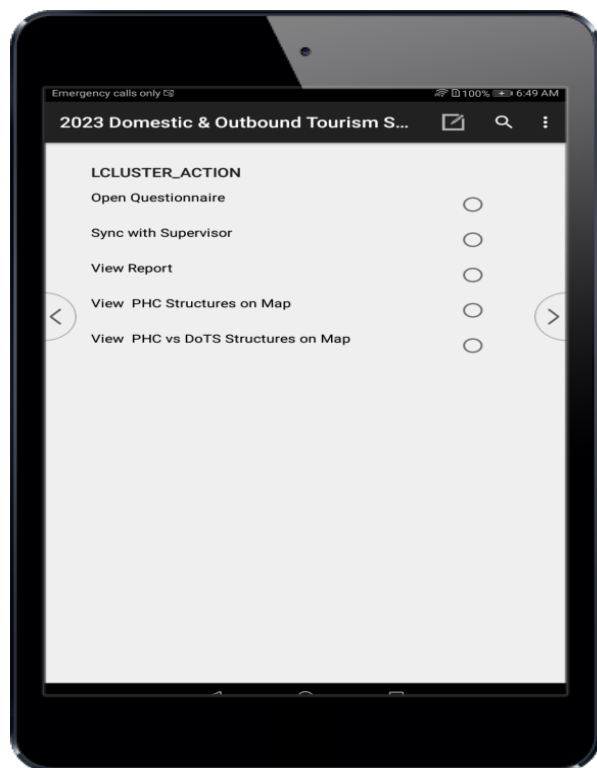 Emergency calls only
100% 6:49 AM
2023 Domestic & Outbound Tourism S...
LCLUSTER_ACTION
Open Questionnaire
Sync with Supervisor
View Report
View PHC Structures on Map
View PHC vs DoTS Structures on Map